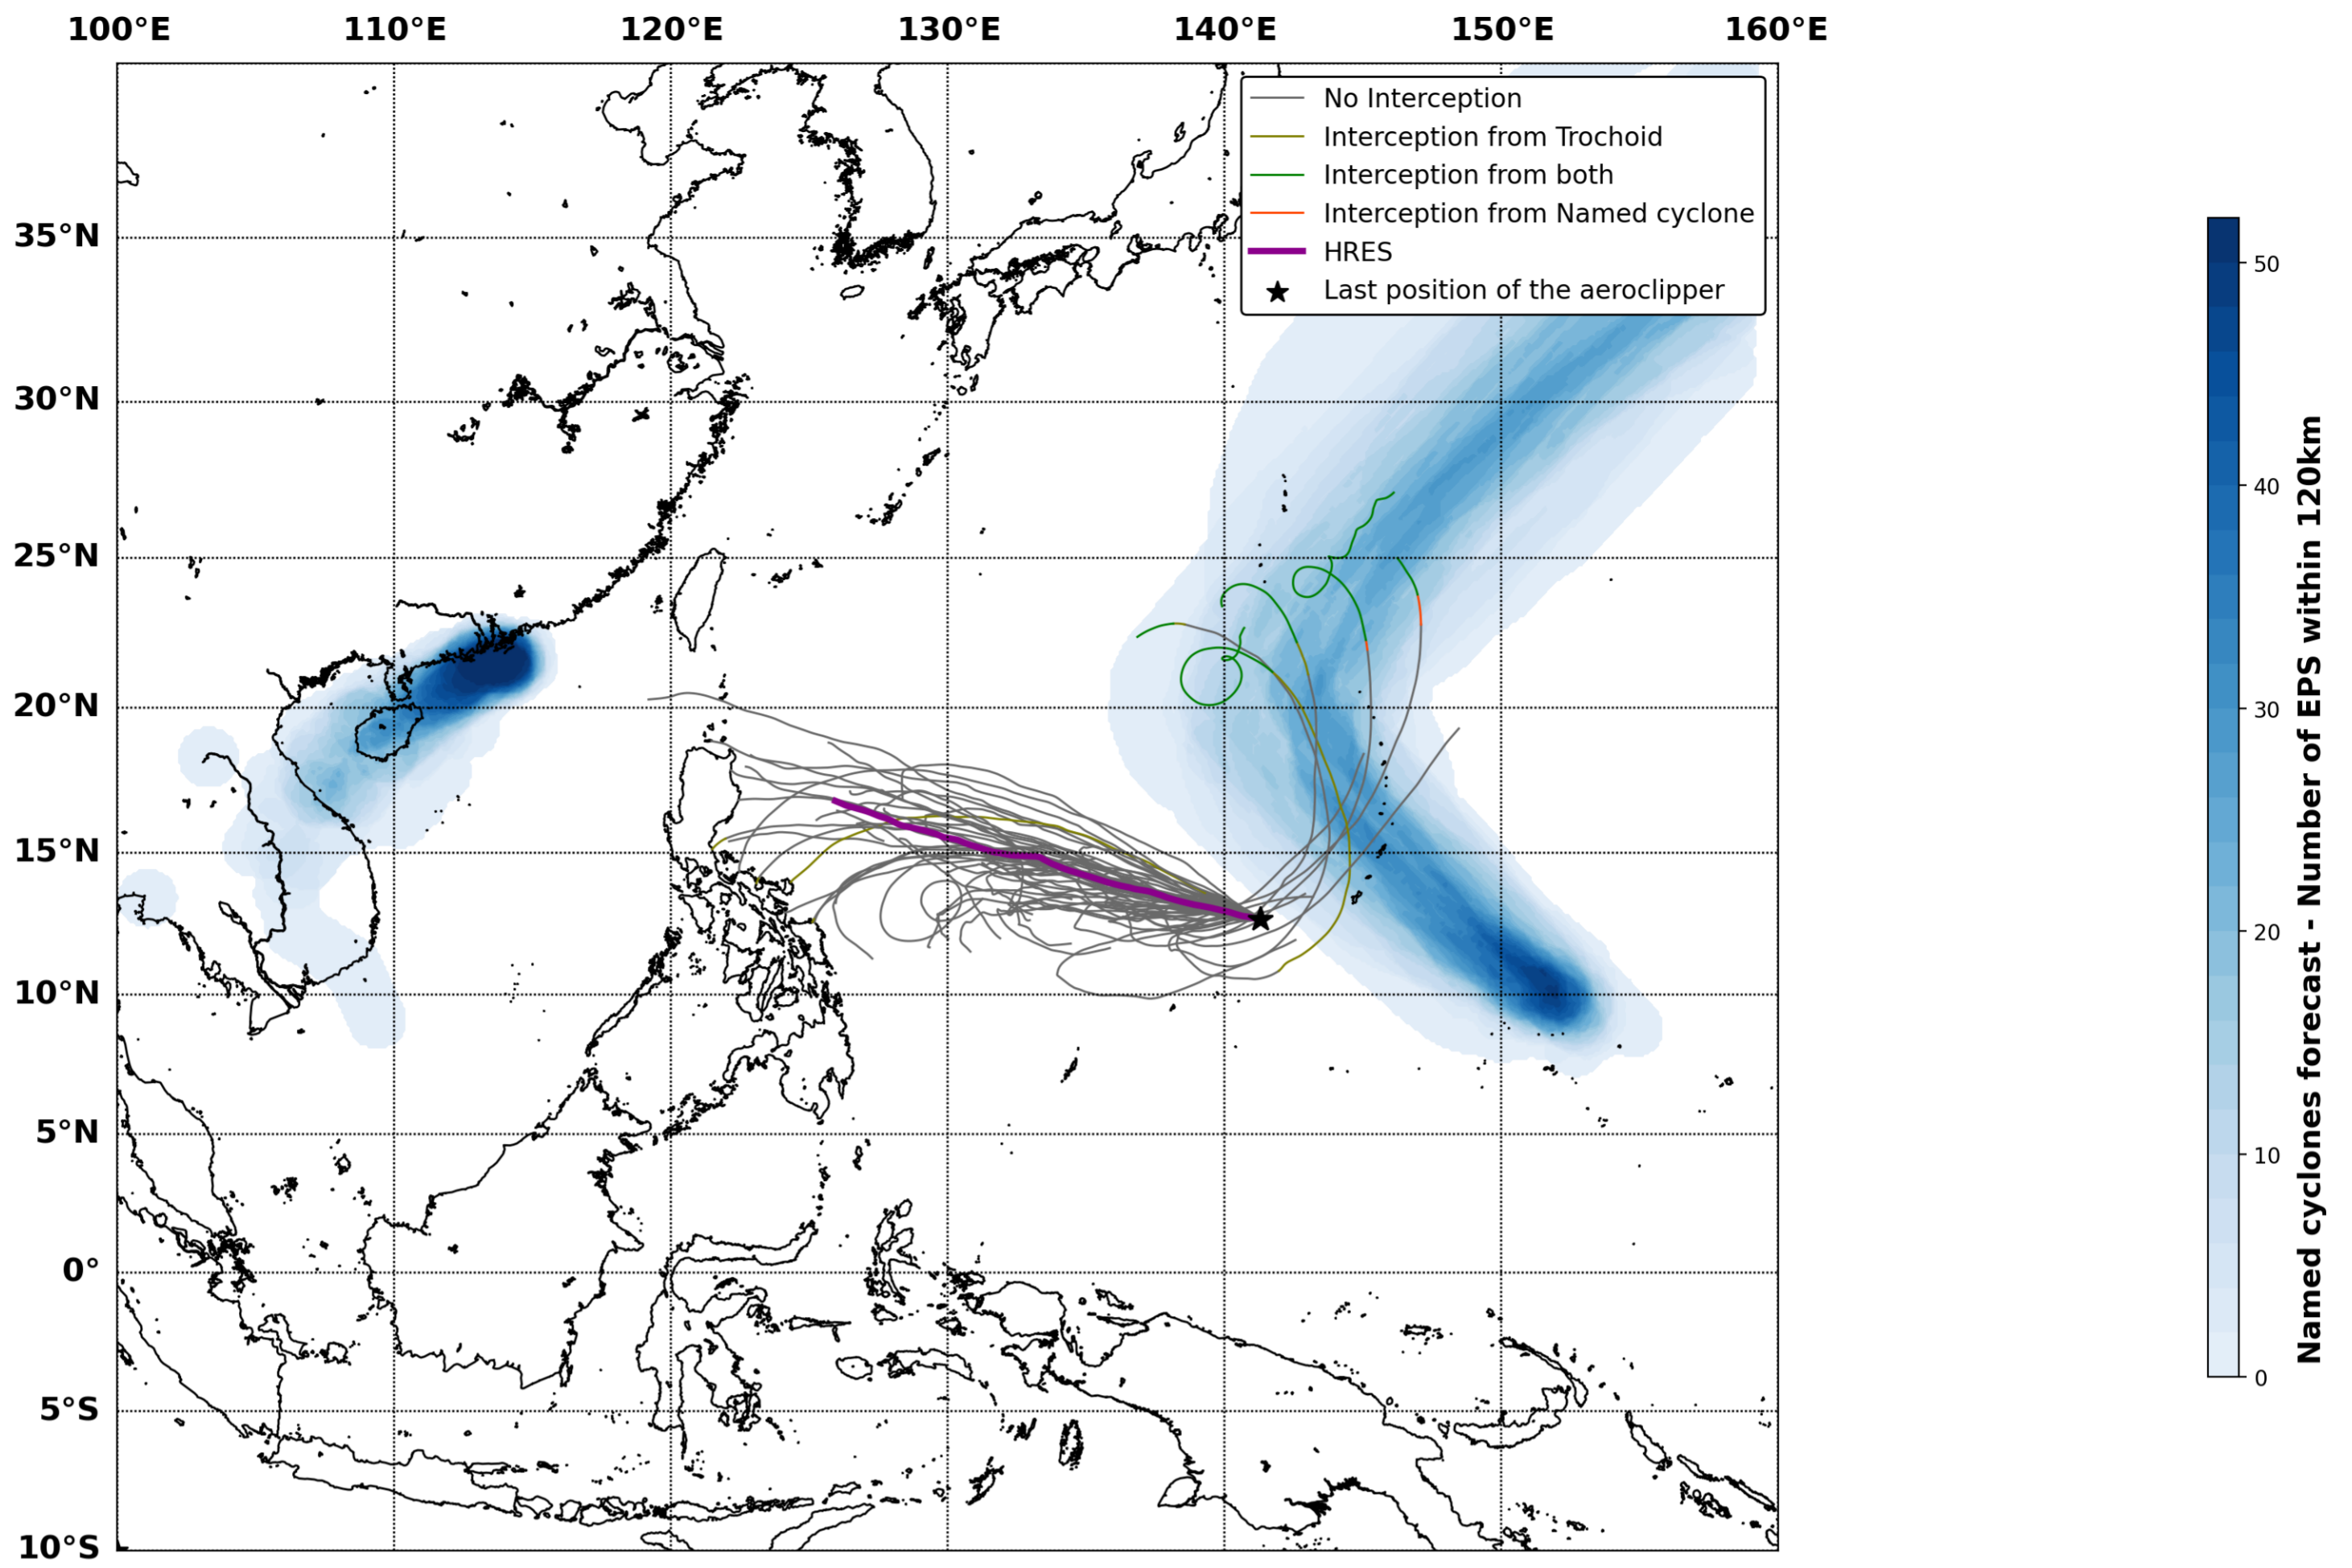 100°E 110°E 120°E 130°E 140°E 150°E 160°E
No Interception
Interception from Trochoid
Interception from both
Interception from Named cyclone
HRES
Last position of the aeroclipper
35°N
30°N
25°N
20°N
15°N
10°N
5°N
0°
5°S
10°S
50
40
30
20
10
0
Named cyclones forecast - Number of EPS within 120km